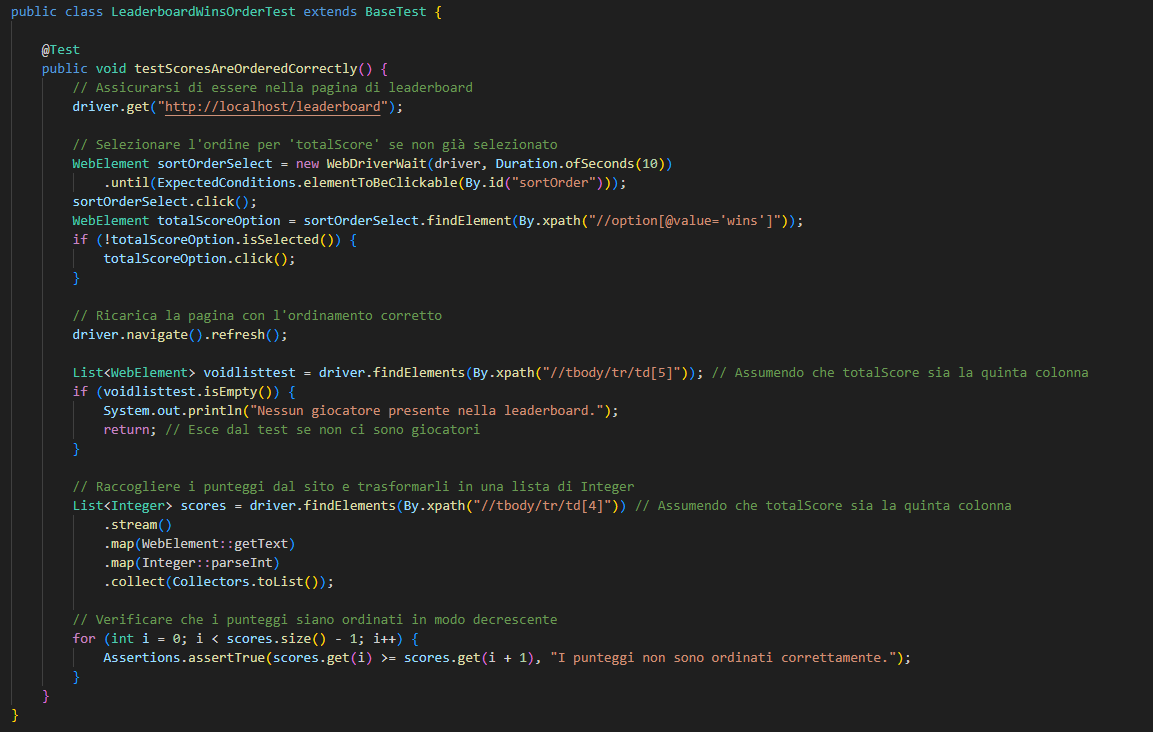 public class LeaderboardWinsOrderTest extends BaseTest {
@Test
public void testScoresAreOrderedCorrectly() {
// Assicurarsi di essere nella pagina di leaderboard
driver.get("http://localhost/leaderboard");
// Selezionare l'ordine per 'totalScore' se non già selezionato
WebElement sortOrderSelect = new WebDriverWait(driver, Duration.ofSeconds(10))
.until(ExpectedConditions.elementToBeClickable(By.id("sortOrder")));
sortOrderSelect.click();
WebElement totalScoreOption = sortOrderSelect.findElement(By.xpath("//option[@value='wins']"));
if (!totalScoreOption.isSelected()) {
totalScoreOption.click();
}
// Ricarica la pagina con l'ordinamento corretto
driver.navigate().refresh();
List<WebElement> voidlisttest = driver.findElements(By.xpath("//tbody/tr/td[5]")); // Assumendo che totalScore sia la quinta colonna
if (voidlisttest.isEmpty()) {
System.out.println("Nessun giocatore presente nella leaderboard.");
return; // Esce dal test se non ci sono giocatori
}
// Raccogliere i punteggi dal sito e trasformarli in una lista di Integer
List<Integer> scores = driver.findElements(By.xpath("//tbody/tr/td[4]")) // Assumendo che totalScore sia la quinta colonna
.stream()
.map(WebElement::getText)
.map(Integer::parseInt)
.collect(Collectors.toList());
// Verificare che i punteggi siano ordinati in modo decrescente
for (int i = 0; i < scores.size() - 1; i++) {
Assertions.assertTrue(scores.get(i) >= scores.get(i + 1), "I punteggi non sono ordinati correttamente.");
}
}
}